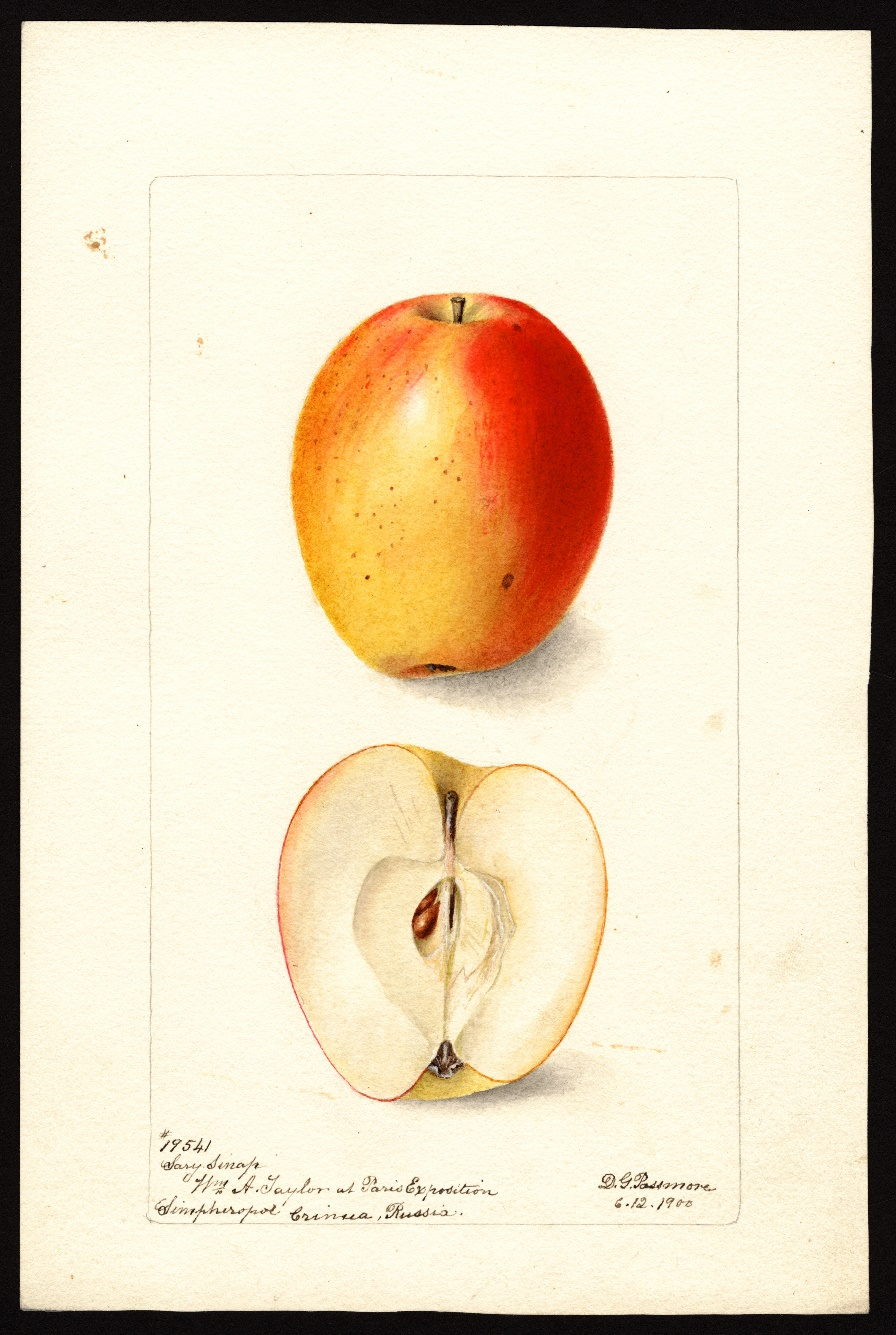 #19541
Sary Sinap
Wm A. Taylor at Paris Exposition
Simpheropol Crimea, Russia.
D.G. Passmore
6.12.1900